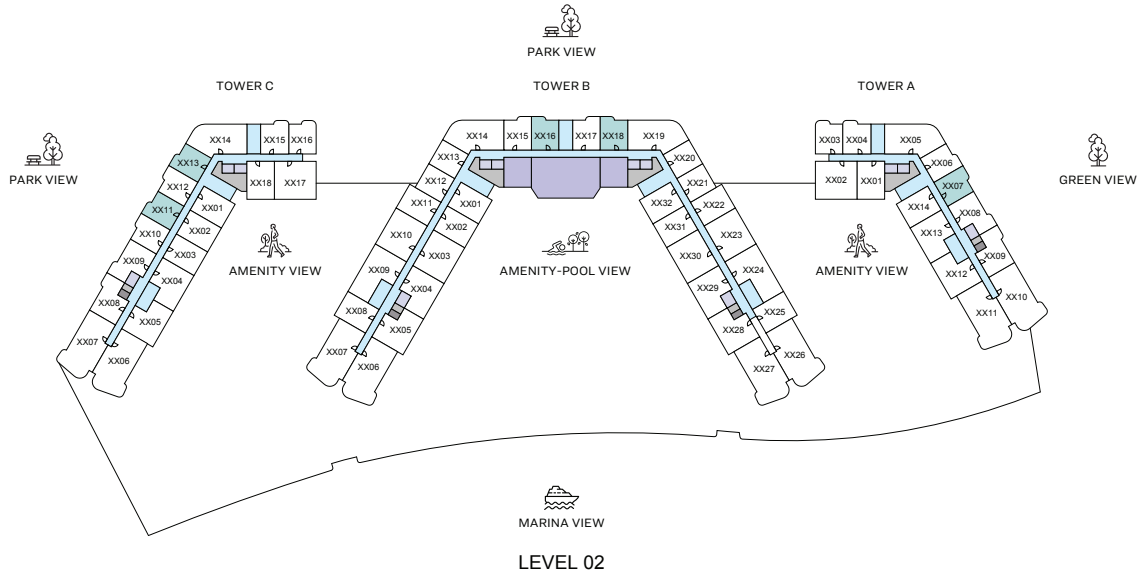 PARK VIEW
TOWER C
TOWER B
TOWER A
PARK VIEW
GREEN VIEW
XX14
XX15
XX16
XX13
XX12
XX11
XX10
XX09
XX08
XX07
XX06
XX05
XX04
XX03
XX02
XX01
XX18
XX17
AMENITY VIEW
XX14
XX15
XX16
XX17
XX18
XX19
XX13
XX12
XX11
XX10
XX09
XX08
XX07
XX06
XX05
XX04
XX03
XX02
XX01
XX20
XX21
XX22
XX23
XX24
XX25
XX26
XX27
XX28
XX29
XX30
XX31
XX32
AMENITY-POOL VIEW
XX03
XX04
XX05
XX02
XX01
XX06
XX07
XX08
XX09
XX10
XX11
XX12
XX13
XX14
AMENITY VIEW
MARINA VIEW
LEVEL 02